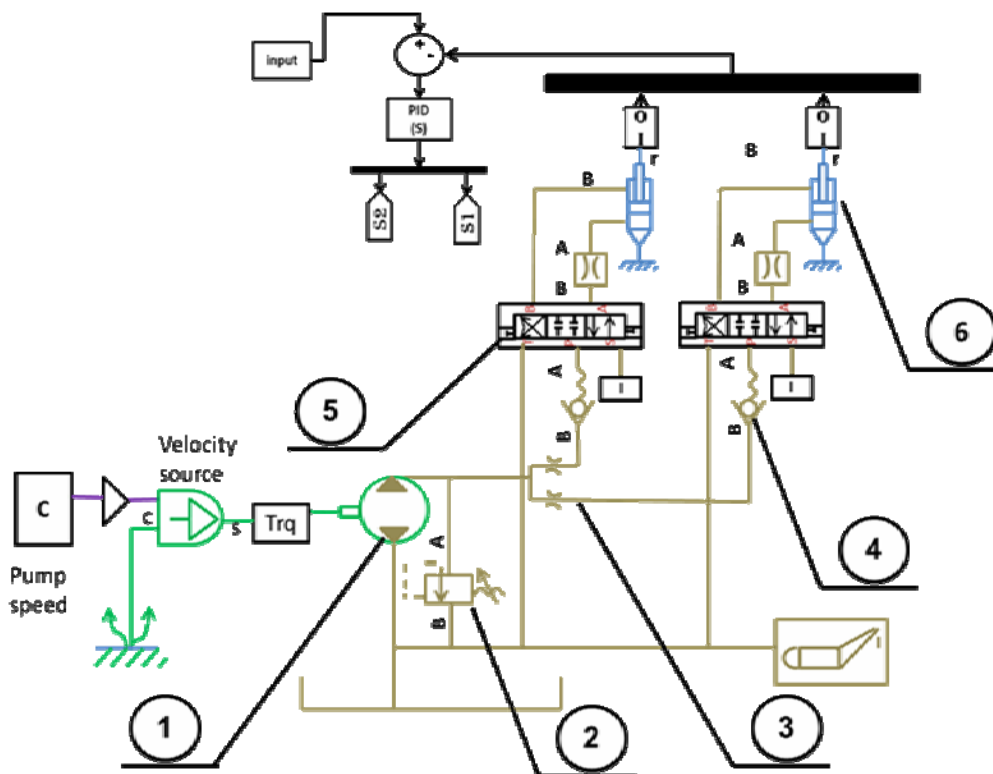 input
+
-
PID
(S)
S2
S1
O
I
r
O
I
r
B
B
A
B
A
B
B
A
T
P
S
B
A
T
P
S
A
I
A
I
B
B
5
6
4
Velocity
source
C
C
S
Trq
Pump
speed
A
B
1
2
3